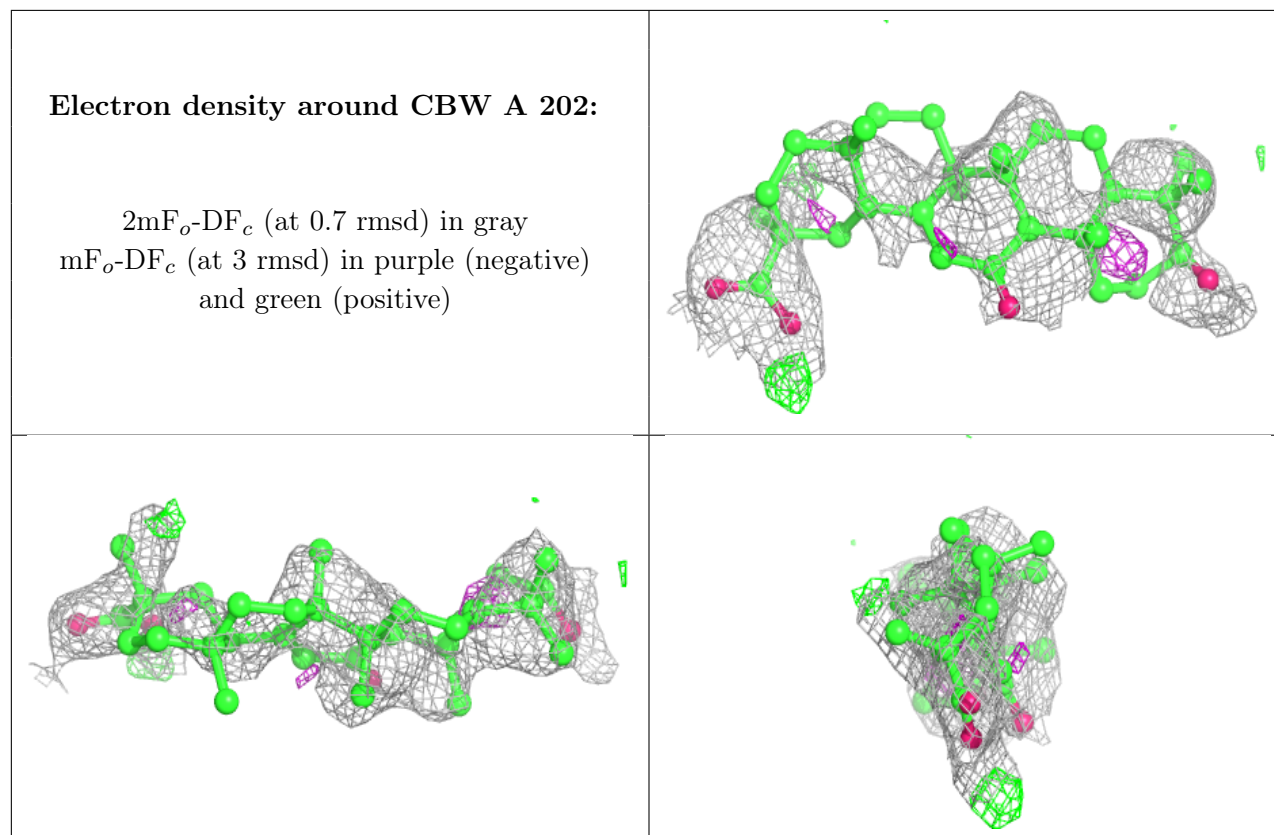 Electron density around CBW A 202:
2mFₒ-DF𝒸 (at 0.7 rmsd) in gray
mFₒ-DF𝒸 (at 3 rmsd) in purple (negative)
and green (positive)